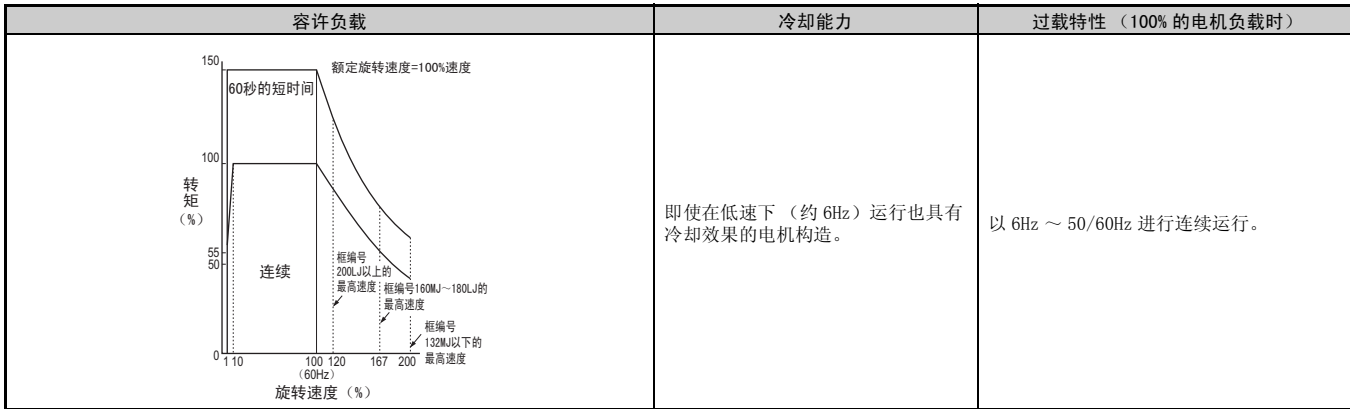 容许负载
冷却能力
过载特性 （100% 的电机负载时）
150
额定旋转速度=100%速度
60秒的短时间
100
转
矩
（%）
55
50
连续
框编号
200LJ以上的
最高速度
框编号160MJ～180LJ的
最高速度
框编号
132MJ以下的
最高速度
0
1 10 100 120 167 200
（60Hz）
旋转速度（%）
即使在低速下 （约 6Hz）运行也具有
冷却效果的电机构造。
以 6Hz ～ 50/60Hz 进行连续运行。